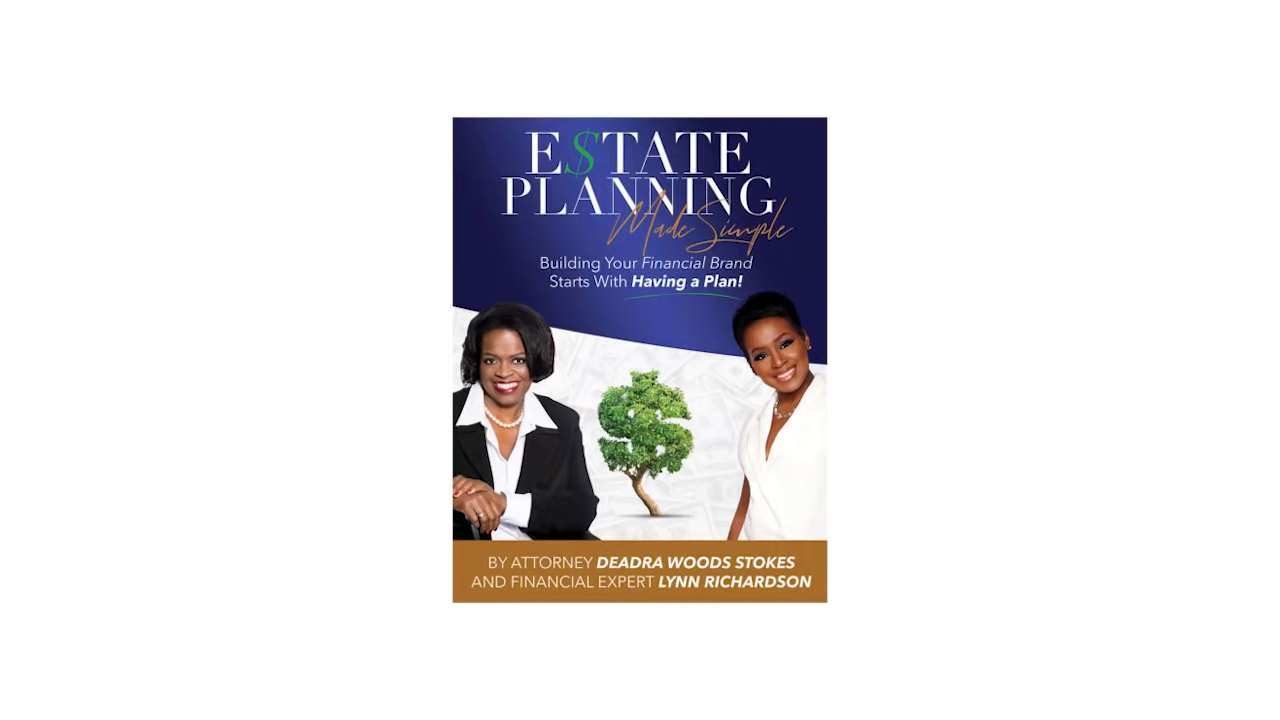 E$TATE
PLANNING
Made Simple
Building Your Financial Brand
Starts With Having a Plan!
BY ATTORNEY DEADRA WOODS STOKES
AND FINANCIAL EXPERT LYNN RICHARDSON